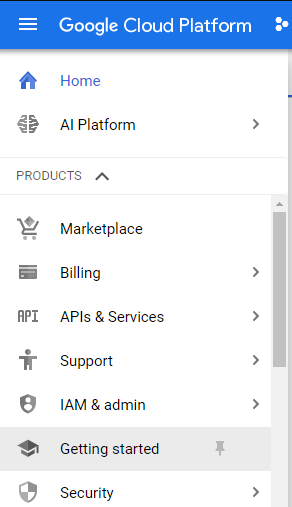 Google Cloud Platform
Home
AI Platform
PRODUCTS
Marketplace
Billing
API APIs & Services
Support
IAM & admin
Getting started
Security